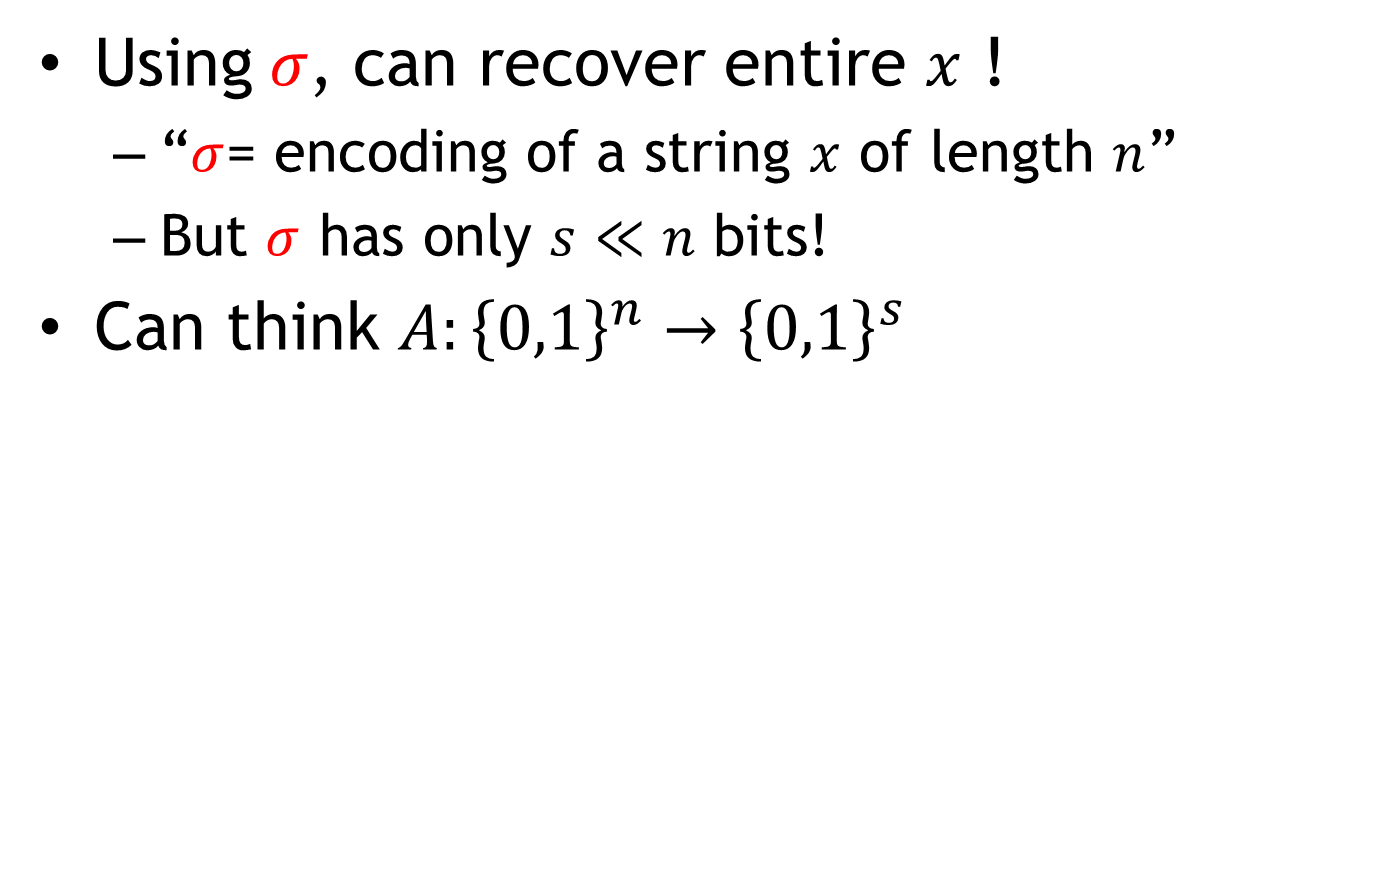 • Using σ, can recover entire x !
– “σ= encoding of a string x of length n”
– But σ has only s ≪ n bits!
• Can think A: {0,1}ⁿ → {0,1}ˢ